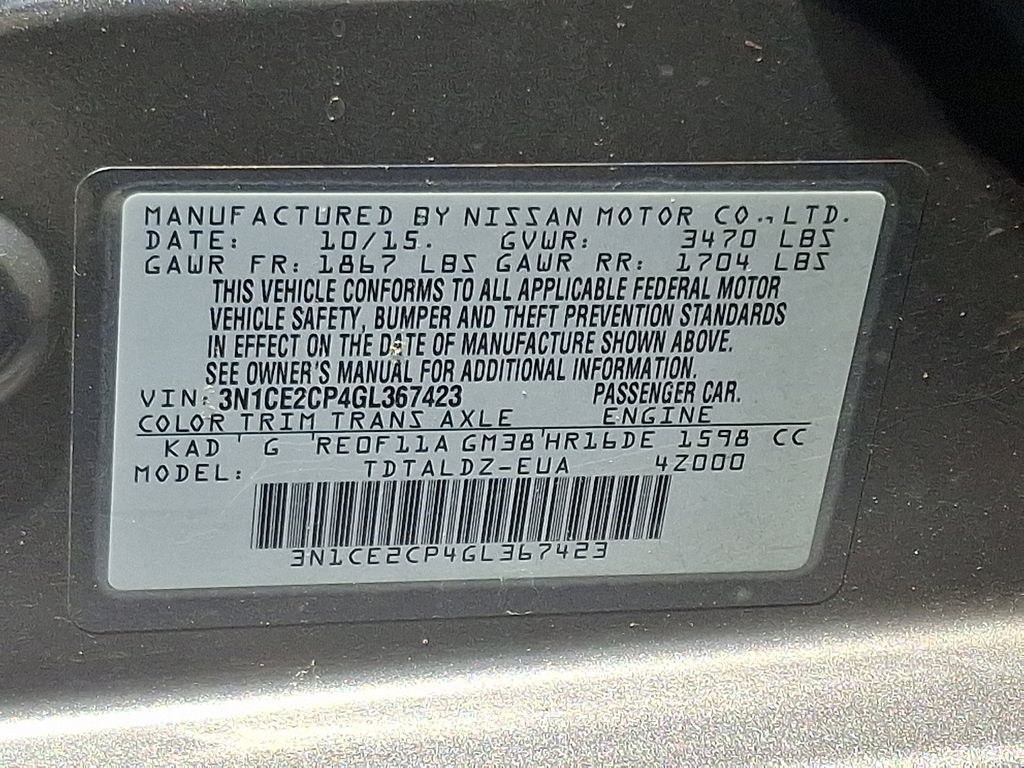 MANUFACTURED BY NISSAN MOTOR CO., LTD.
DATE: 10/15. GVWR: 3470 LBS
GAWR FR: 1867 LBS GAWR RR: 1704 LBS
THIS VEHICLE CONFORMS TO ALL APPLICABLE FEDERAL MOTOR
VEHICLE SAFETY, BUMPER AND THEFT PREVENTION STANDARDS
IN EFFECT ON THE DATE OF MANUFACTURE SHOWN ABOVE.
SEE OWNER'S MANUAL FOR ADDITIONAL INFORMATION.
VIN: 3N1CE2CP4GL367423 PASSENGER CAR.
COLOR TRIM TRANS AXLE ENGINE
KAD G RE0F11A GM38 HR16DE 1598 CC
MODEL: TDTALDZ-EUA 4Z000
3N1CE2CP4GL367423